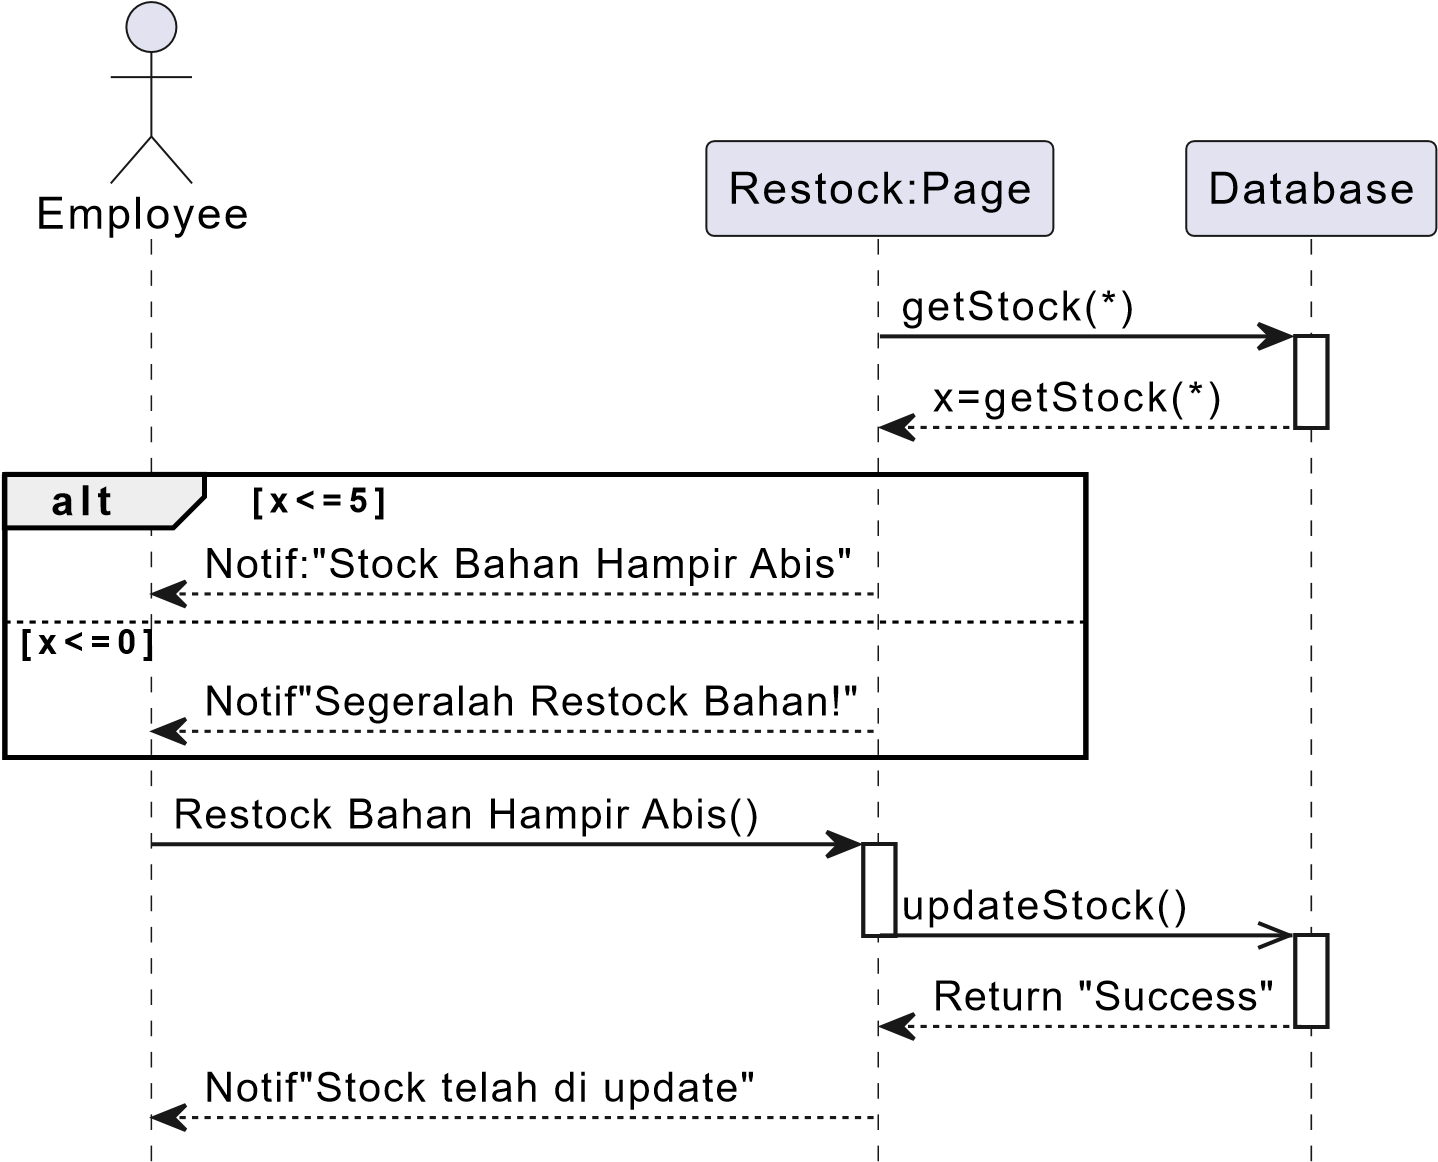 Employee
Restock:Page
Database
getStock(*)
x=getStock(*)
alt
[x<=5]
Notif:"Stock Bahan Hampir Abis"
[x<=0]
Notif"Segeralah Restock Bahan!"
Restock Bahan Hampir Abis()
updateStock()
Return "Success"
Notif"Stock telah di update"